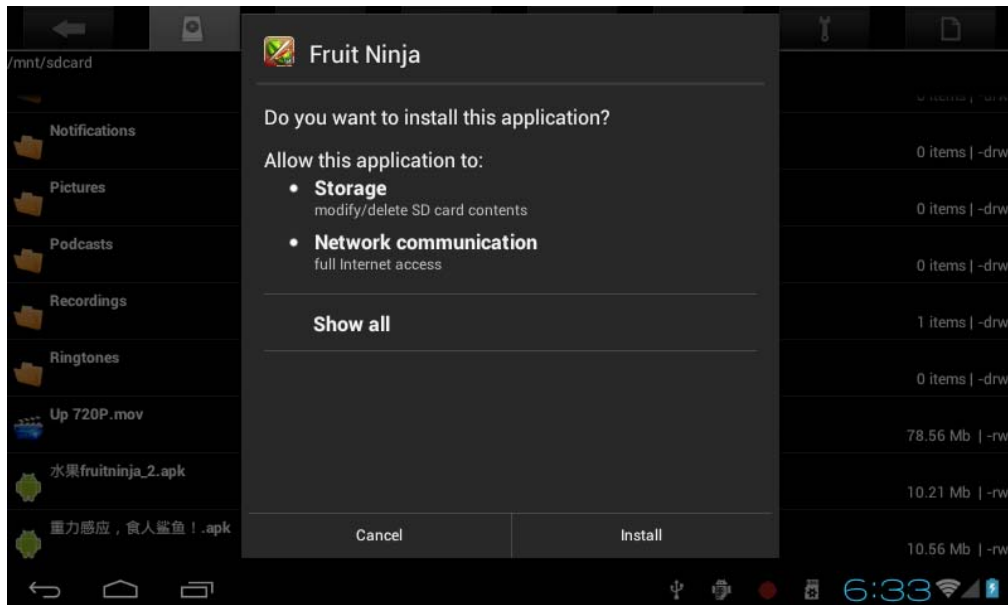 /mnt/sdcard
Fruit Ninja
Do you want to install this application?
Allow this application to:
Storage
modify/delete SD card contents
Network communication
full Internet access
Show all
Cancel
Install
Notifications
0 items | -drw
Pictures
0 items | -drw
Podcasts
0 items | -drw
Recordings
1 items | -drw
Ringtones
0 items | -drw
Up 720P.mov
78.56 Mb | -rw
水果fruitninja_2.apk
10.21 Mb | -rw
重力感应，食人鲨鱼！.apk
10.56 Mb | -rw
6:33